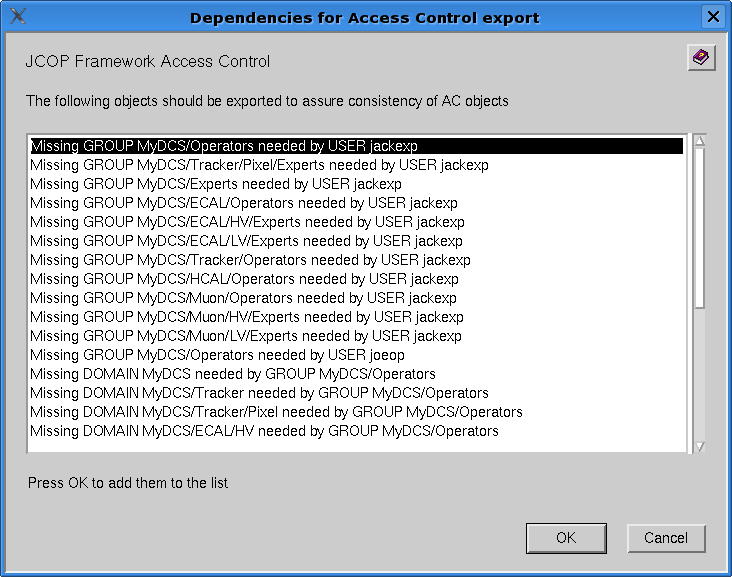 Dependencies for Access Control export
JCOP Framework Access Control
The following objects should be exported to assure consistency of AC objects
Missing GROUP MyDCS/Operators needed by USER jackexp
Missing GROUP MyDCS/Tracker/Pixel/Experts needed by USER jackexp
Missing GROUP MyDCS/Experts needed by USER jackexp
Missing GROUP MyDCS/ECAL/Operators needed by USER jackexp
Missing GROUP MyDCS/ECAL/HV/Experts needed by USER jackexp
Missing GROUP MyDCS/ECAL/LV/Experts needed by USER jackexp
Missing GROUP MyDCS/Tracker/Operators needed by USER jackexp
Missing GROUP MyDCS/HCAL/Operators needed by USER jackexp
Missing GROUP MyDCS/Muon/Operators needed by USER jackexp
Missing GROUP MyDCS/Muon/HV/Experts needed by USER jackexp
Missing GROUP MyDCS/Muon/LV/Experts needed by USER jackexp
Missing GROUP MyDCS/Operators needed by USER joeop
Missing DOMAIN MyDCS needed by GROUP MyDCS/Operators
Missing DOMAIN MyDCS/Tracker needed by GROUP MyDCS/Operators
Missing DOMAIN MyDCS/Tracker/Pixel needed by GROUP MyDCS/Operators
Missing DOMAIN MyDCS/ECAL/HV needed by GROUP MyDCS/Operators
Press OK to add them to the list
OK
Cancel